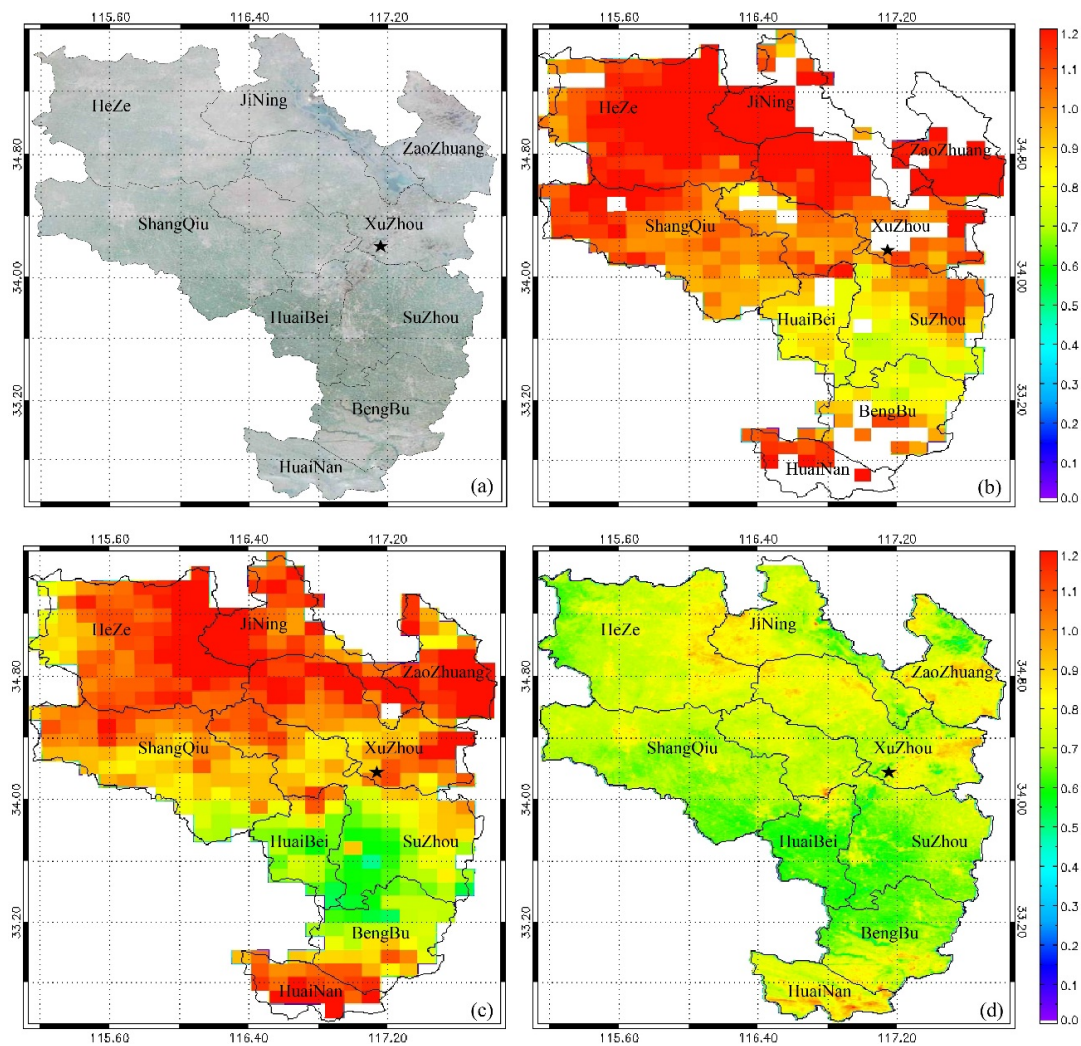 115.60 116.40 117.20
115.60 116.40 117.20
34.80
34.00
33.20
HeZe
JiNing
ZaoZhuang
ShangQiu
XuZhou
HuaiBei
SuZhou
BengBu
HuaiNan
(a)
34.80
34.00
33.20
HeZe
JiNing
ZaoZhuang
ShangQiu
XuZhou
HuaiBei
SuZhou
BengBu
HuaiNan
(b)
1.2
1.1
1.0
0.9
0.8
0.7
0.6
0.5
0.4
0.3
0.2
0.1
0.0
34.80
34.00
33.20
HeZe
JiNing
ZaoZhuang
ShangQiu
XuZhou
HuaiBei
SuZhou
BengBu
HuaiNan
(c)
34.80
34.00
33.20
HeZe
JiNing
ZaoZhuang
ShangQiu
XuZhou
HuaiBei
SuZhou
BengBu
HuaiNan
(d)
1.2
1.1
1.0
0.9
0.8
0.7
0.6
0.5
0.4
0.3
0.2
0.1
0.0
115.60 116.40 117.20
115.60 116.40 117.20